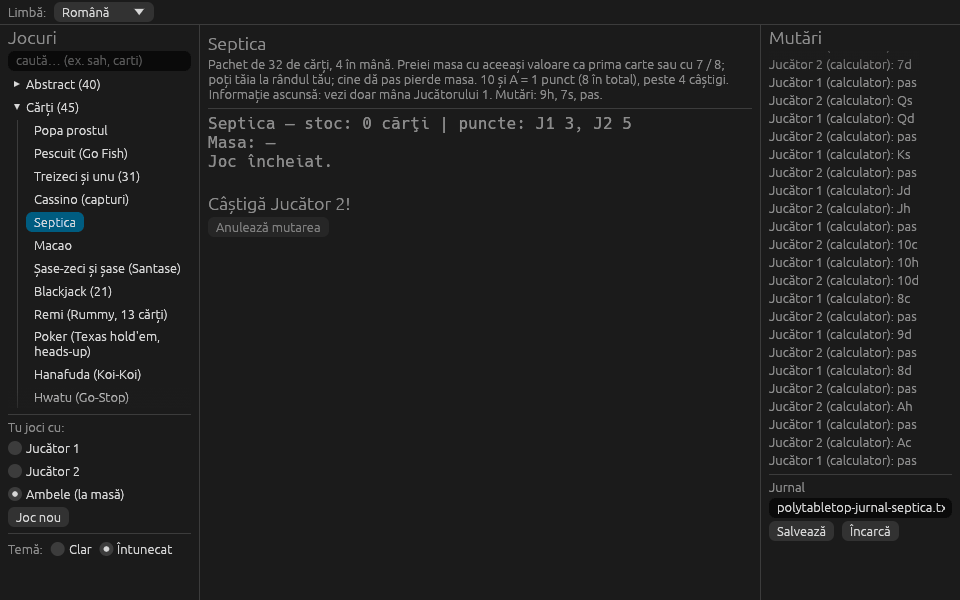 Limbă: Română
Jocuri
caută... (ex. sah, carti)
Abstract (40)
Cărți (45)
Popa prostul
Pescuit (Go Fish)
Treizeci și unu (31)
Cassino (capturi)
Septica
Macao
Șase-zeci și șase (Santase)
Blackjack (21)
Remi (Rummy, 13 cărți)
Poker (Texas hold'em,
heads-up)
Hanafuda (Koi-Koi)
Hwatu (Go-Stop)
Tu joci cu:
Jucător 1
Jucător 2
Ambele (la masă)
Joc nou
Temă: Clar Întunecat
Septica
Pachet de 32 de cărți, 4 în mână. Preiei masa cu aceeași valoare ca prima carte sau cu 7 / 8;
poți tăia la rândul tău; cine dă pas pierde masa. 10 și A = 1 punct (8 în total), peste 4 câștigi.
Informație ascunsă: vezi doar mâna Jucătorului 1. Mutări: 9h, 7s, pas.
Septica — stoc: 0 cărți | puncte: J1 3, J2 5
Masa: —
Joc încheiat.
Câștigă Jucător 2!
Anulează mutarea
Mutări
Jucător 2 (calculator): 7d
Jucător 1 (calculator): pas
Jucător 2 (calculator): Qs
Jucător 1 (calculator): Qd
Jucător 2 (calculator): pas
Jucător 1 (calculator): Ks
Jucător 2 (calculator): pas
Jucător 1 (calculator): Jd
Jucător 2 (calculator): Jh
Jucător 1 (calculator): pas
Jucător 2 (calculator): 10c
Jucător 1 (calculator): 10h
Jucător 2 (calculator): 10d
Jucător 1 (calculator): 8c
Jucător 2 (calculator): pas
Jucător 1 (calculator): 9d
Jucător 2 (calculator): pas
Jucător 1 (calculator): 8d
Jucător 2 (calculator): pas
Jucător 2 (calculator): Ah
Jucător 1 (calculator): pas
Jucător 2 (calculator): Ac
Jucător 1 (calculator): pas
Jurnal
polytabletop-jurnal-septica.tx
Salvează Încarcă